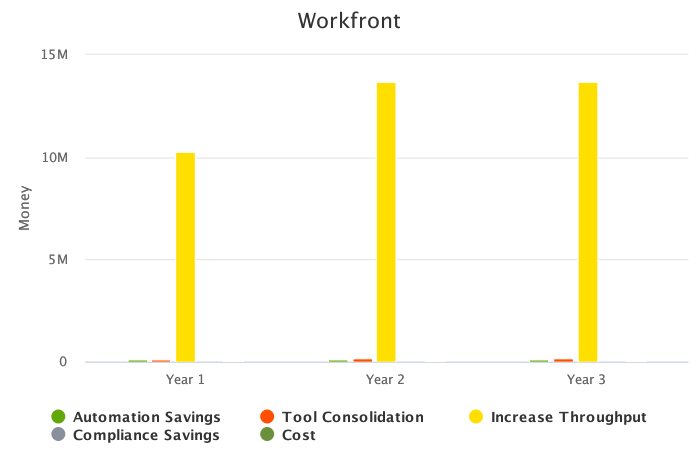 Workfront
15M
10M
5M
0
Money
Year 1 Year 2 Year 3
Automation Savings Tool Consolidation Increase Throughput
Compliance Savings Cost